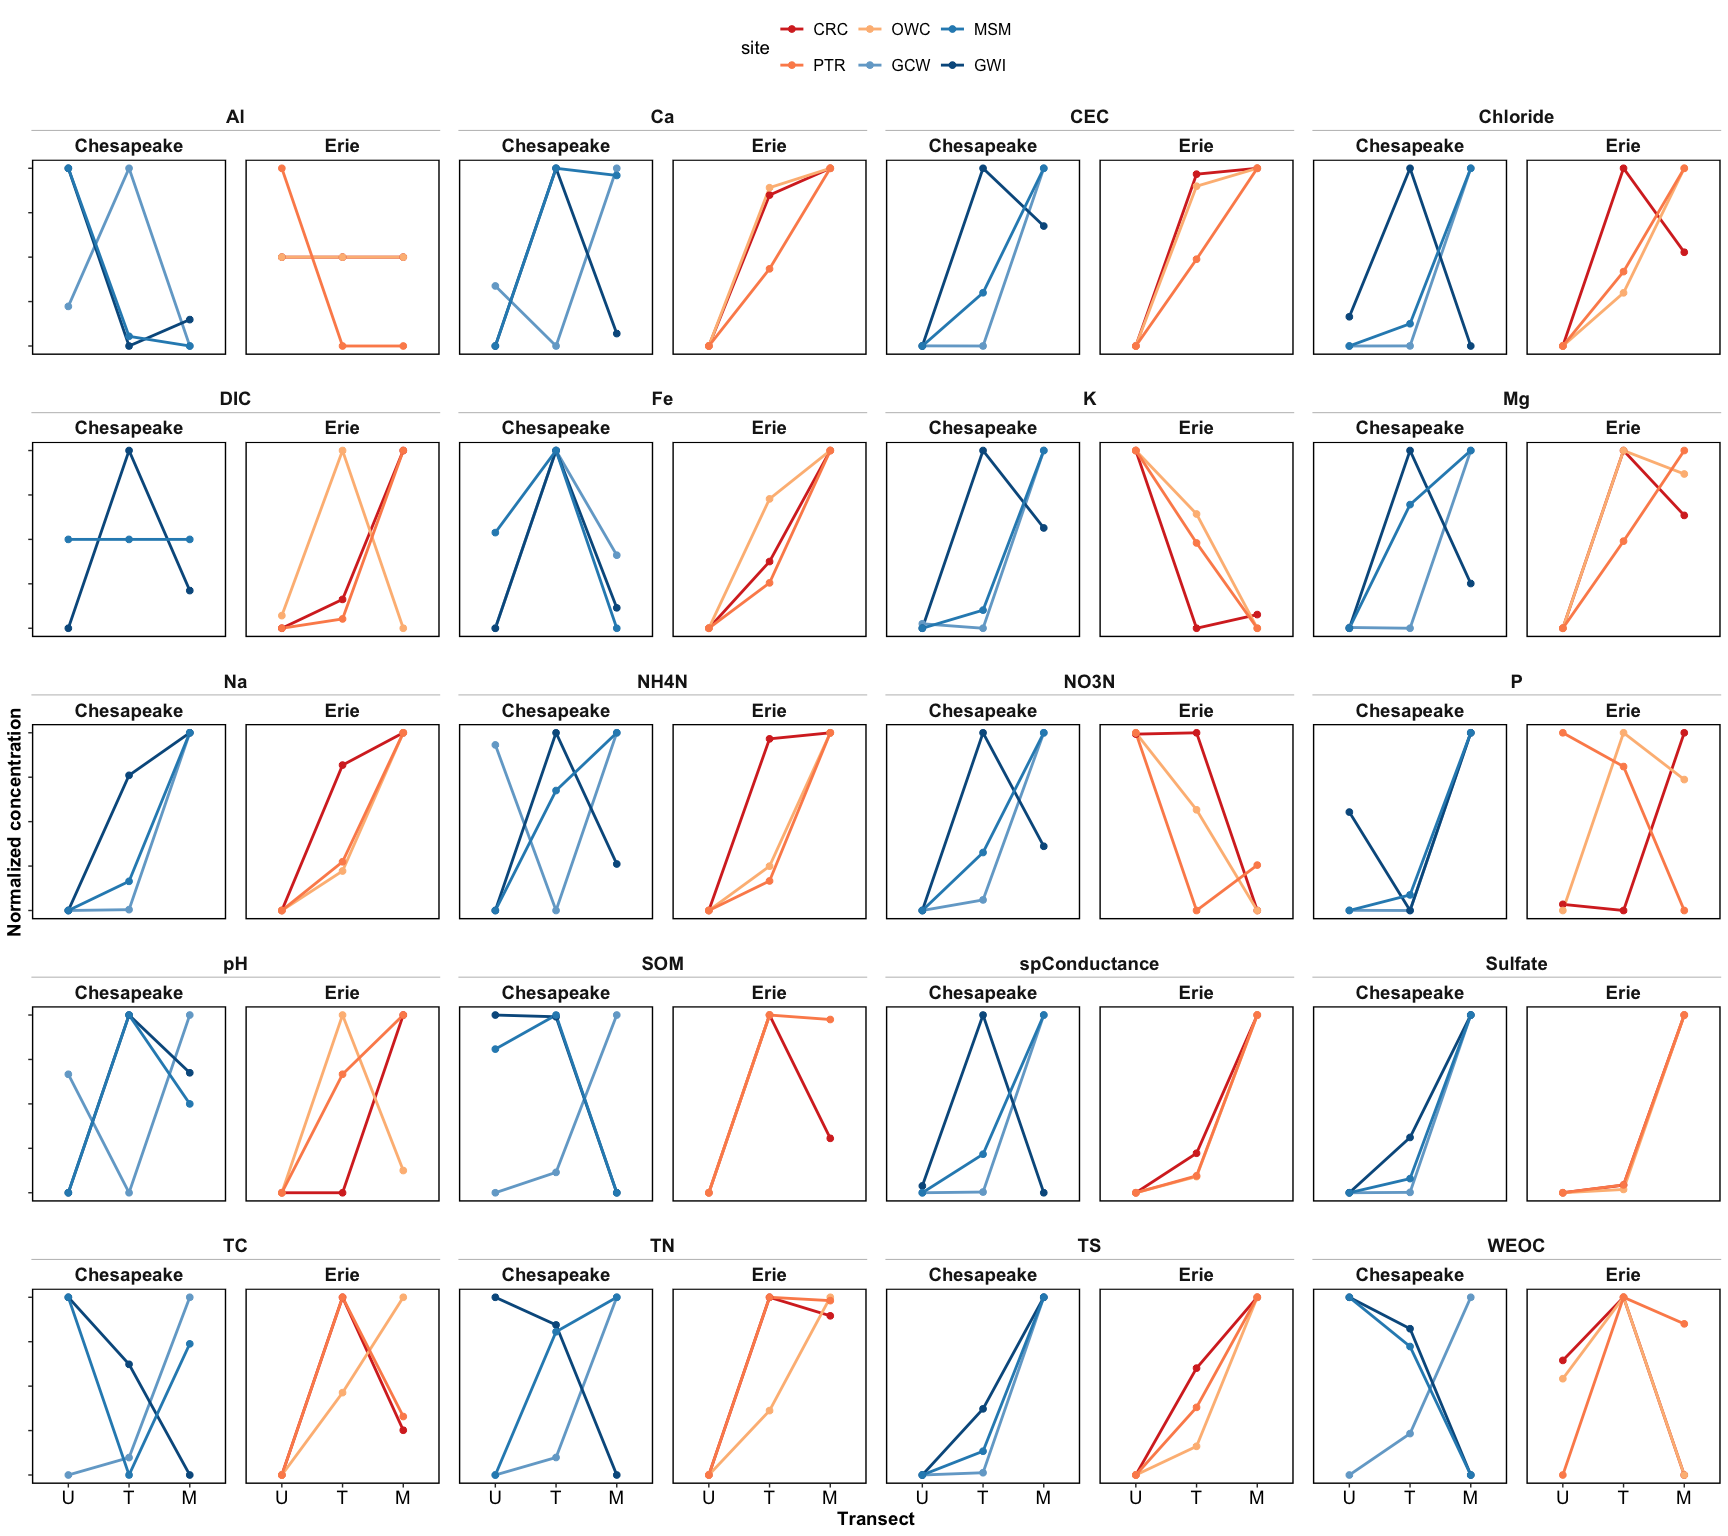 site
CRC OWC MSM
PTR GCW GWI
Al Ca CEC Chloride
Chesapeake Erie Chesapeake Erie Chesapeake Erie Chesapeake Erie
DIC Fe K Mg
Chesapeake Erie Chesapeake Erie Chesapeake Erie Chesapeake Erie
Na NH4N NO3N P
Chesapeake Erie Chesapeake Erie Chesapeake Erie Chesapeake Erie
Normalized concentration
pH SOM spConductance Sulfate
Chesapeake Erie Chesapeake Erie Chesapeake Erie Chesapeake Erie
TC TN TS WEOC
Chesapeake Erie Chesapeake Erie Chesapeake Erie Chesapeake Erie
U T M U T M U T M U T M U T M U T M U T M U T M
Transect